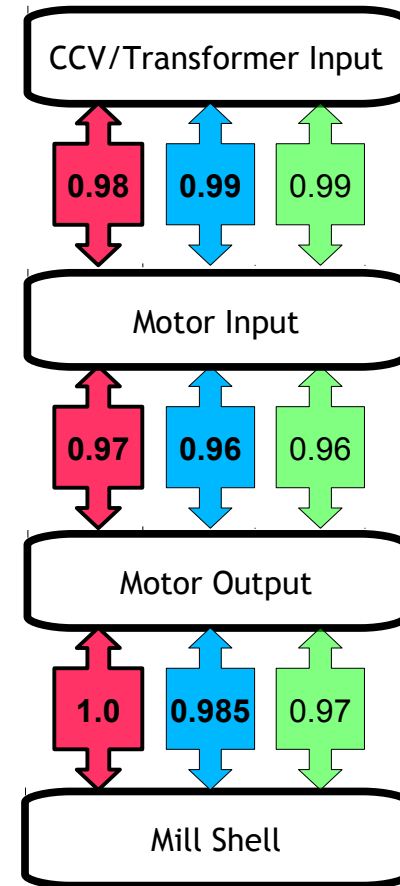 CCV/Transformer Input
0.98 0.99 0.99
Motor Input
0.97 0.96 0.96
Motor Output
1.0 0.985 0.97
Mill Shell